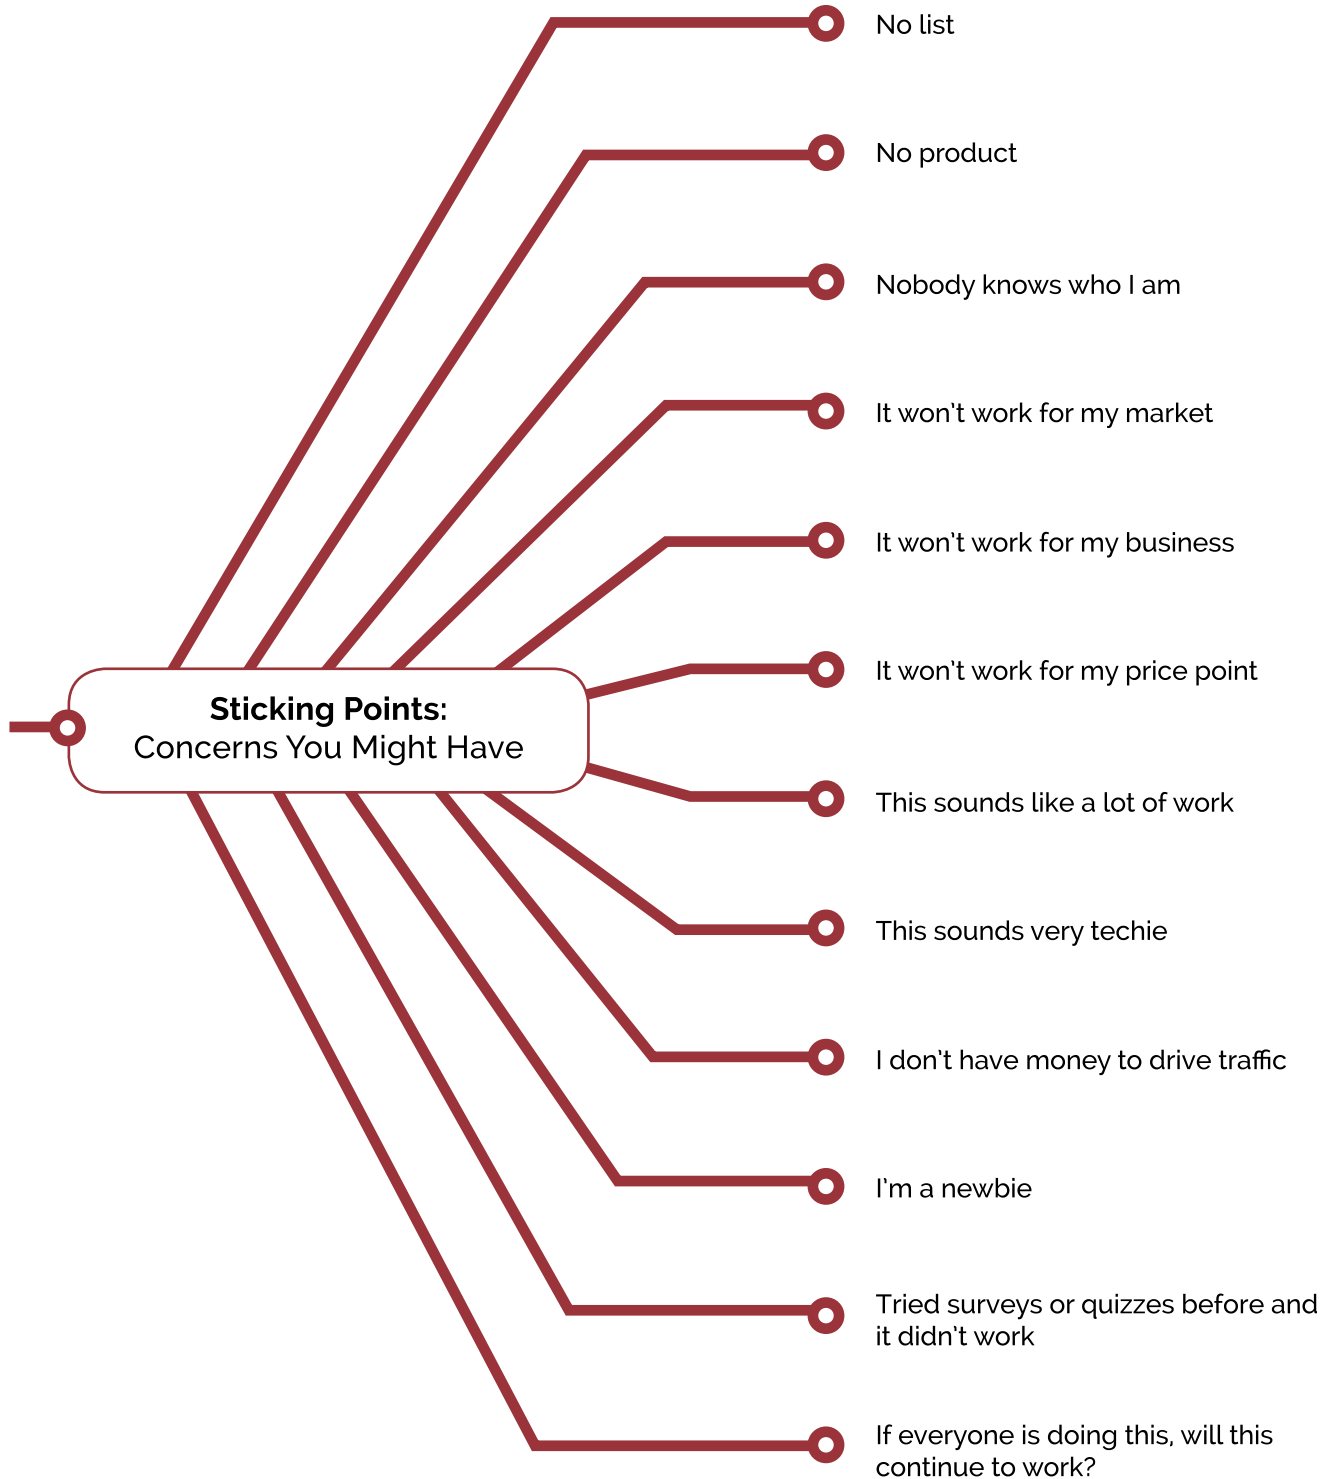 No list
No product
Nobody knows who I am
It won't work for my market
It won't work for my business
It won't work for my price point
Sticking Points:
Concerns You Might Have
This sounds like a lot of work
This sounds very techie
I don't have money to drive traffic
I'm a newbie
Tried surveys or quizzes before and
it didn't work
If everyone is doing this, will this
continue to work?